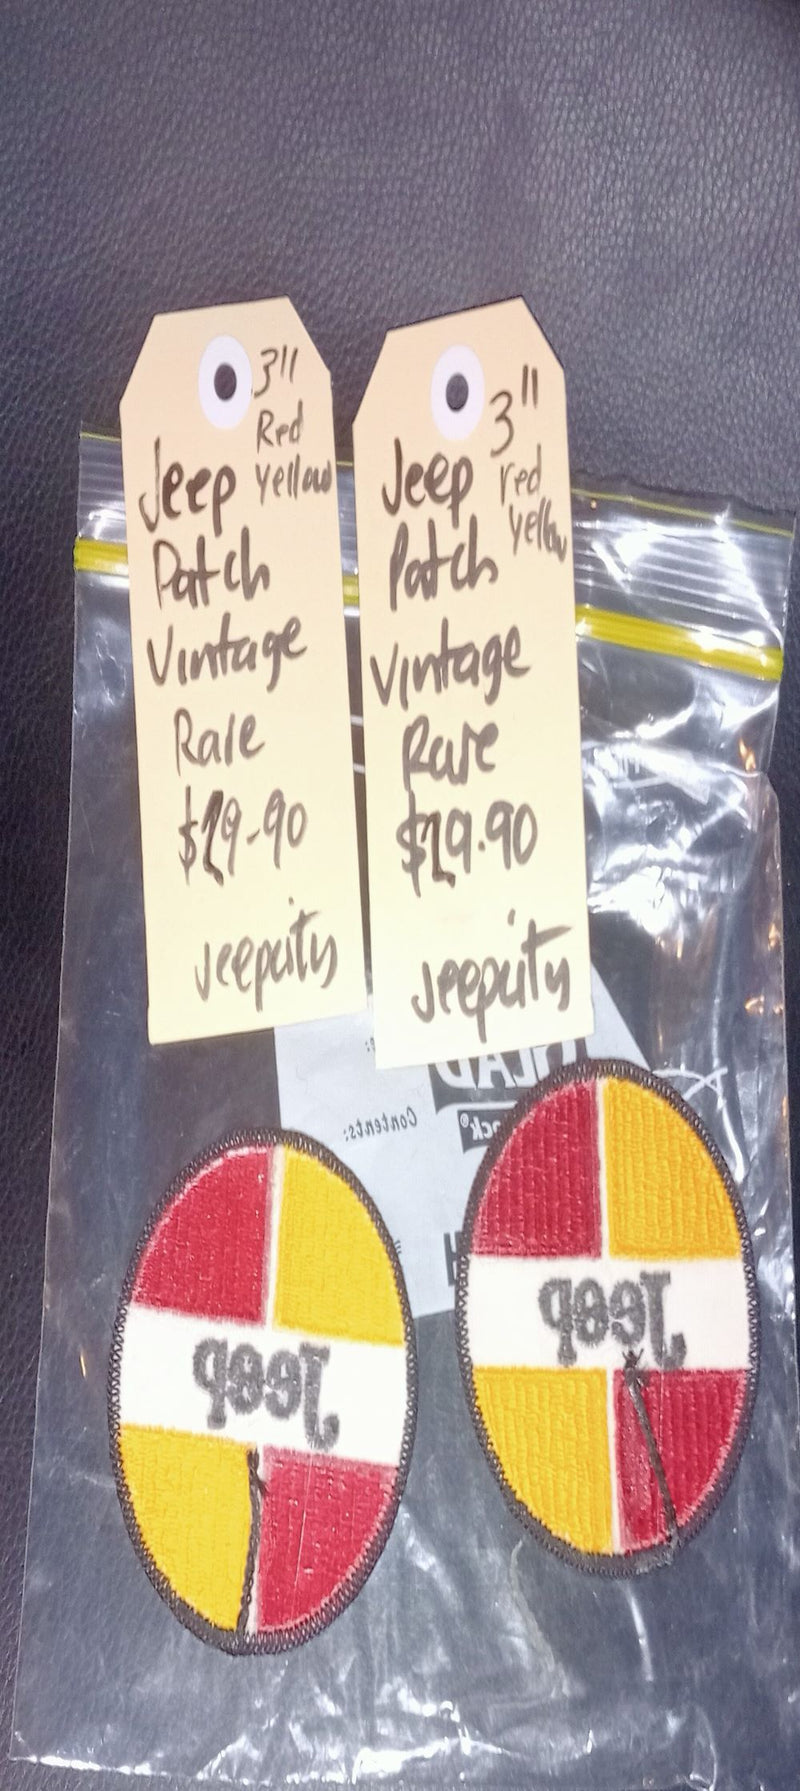 3"
Red
Jeep Yellow
Patch
Vintage
Rare
$29-90
jeepcity
3"
red
Jeep yellow
Patch
Vintage
Rare
$29.90
jeepcity
GLAD
Contents:
Jeep
Jeep